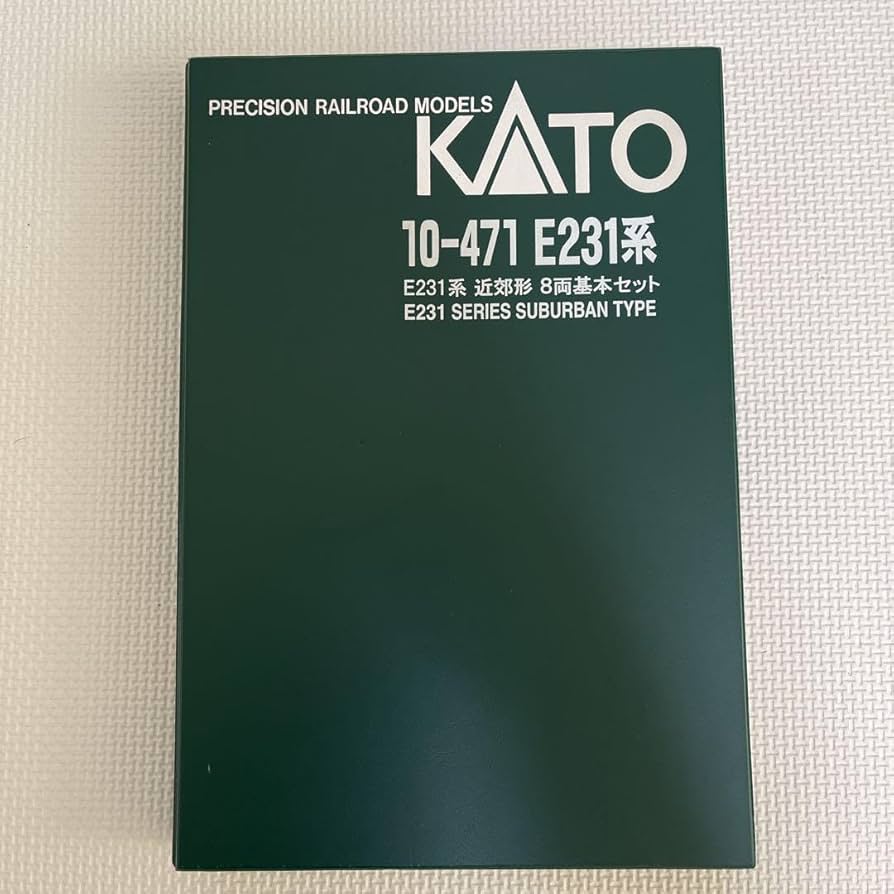 PRECISION RAILROAD MODELS
KATO
10-471 E231系
E231系 近郊形 8両基本セット
E231 SERIES SUBURBAN TYPE